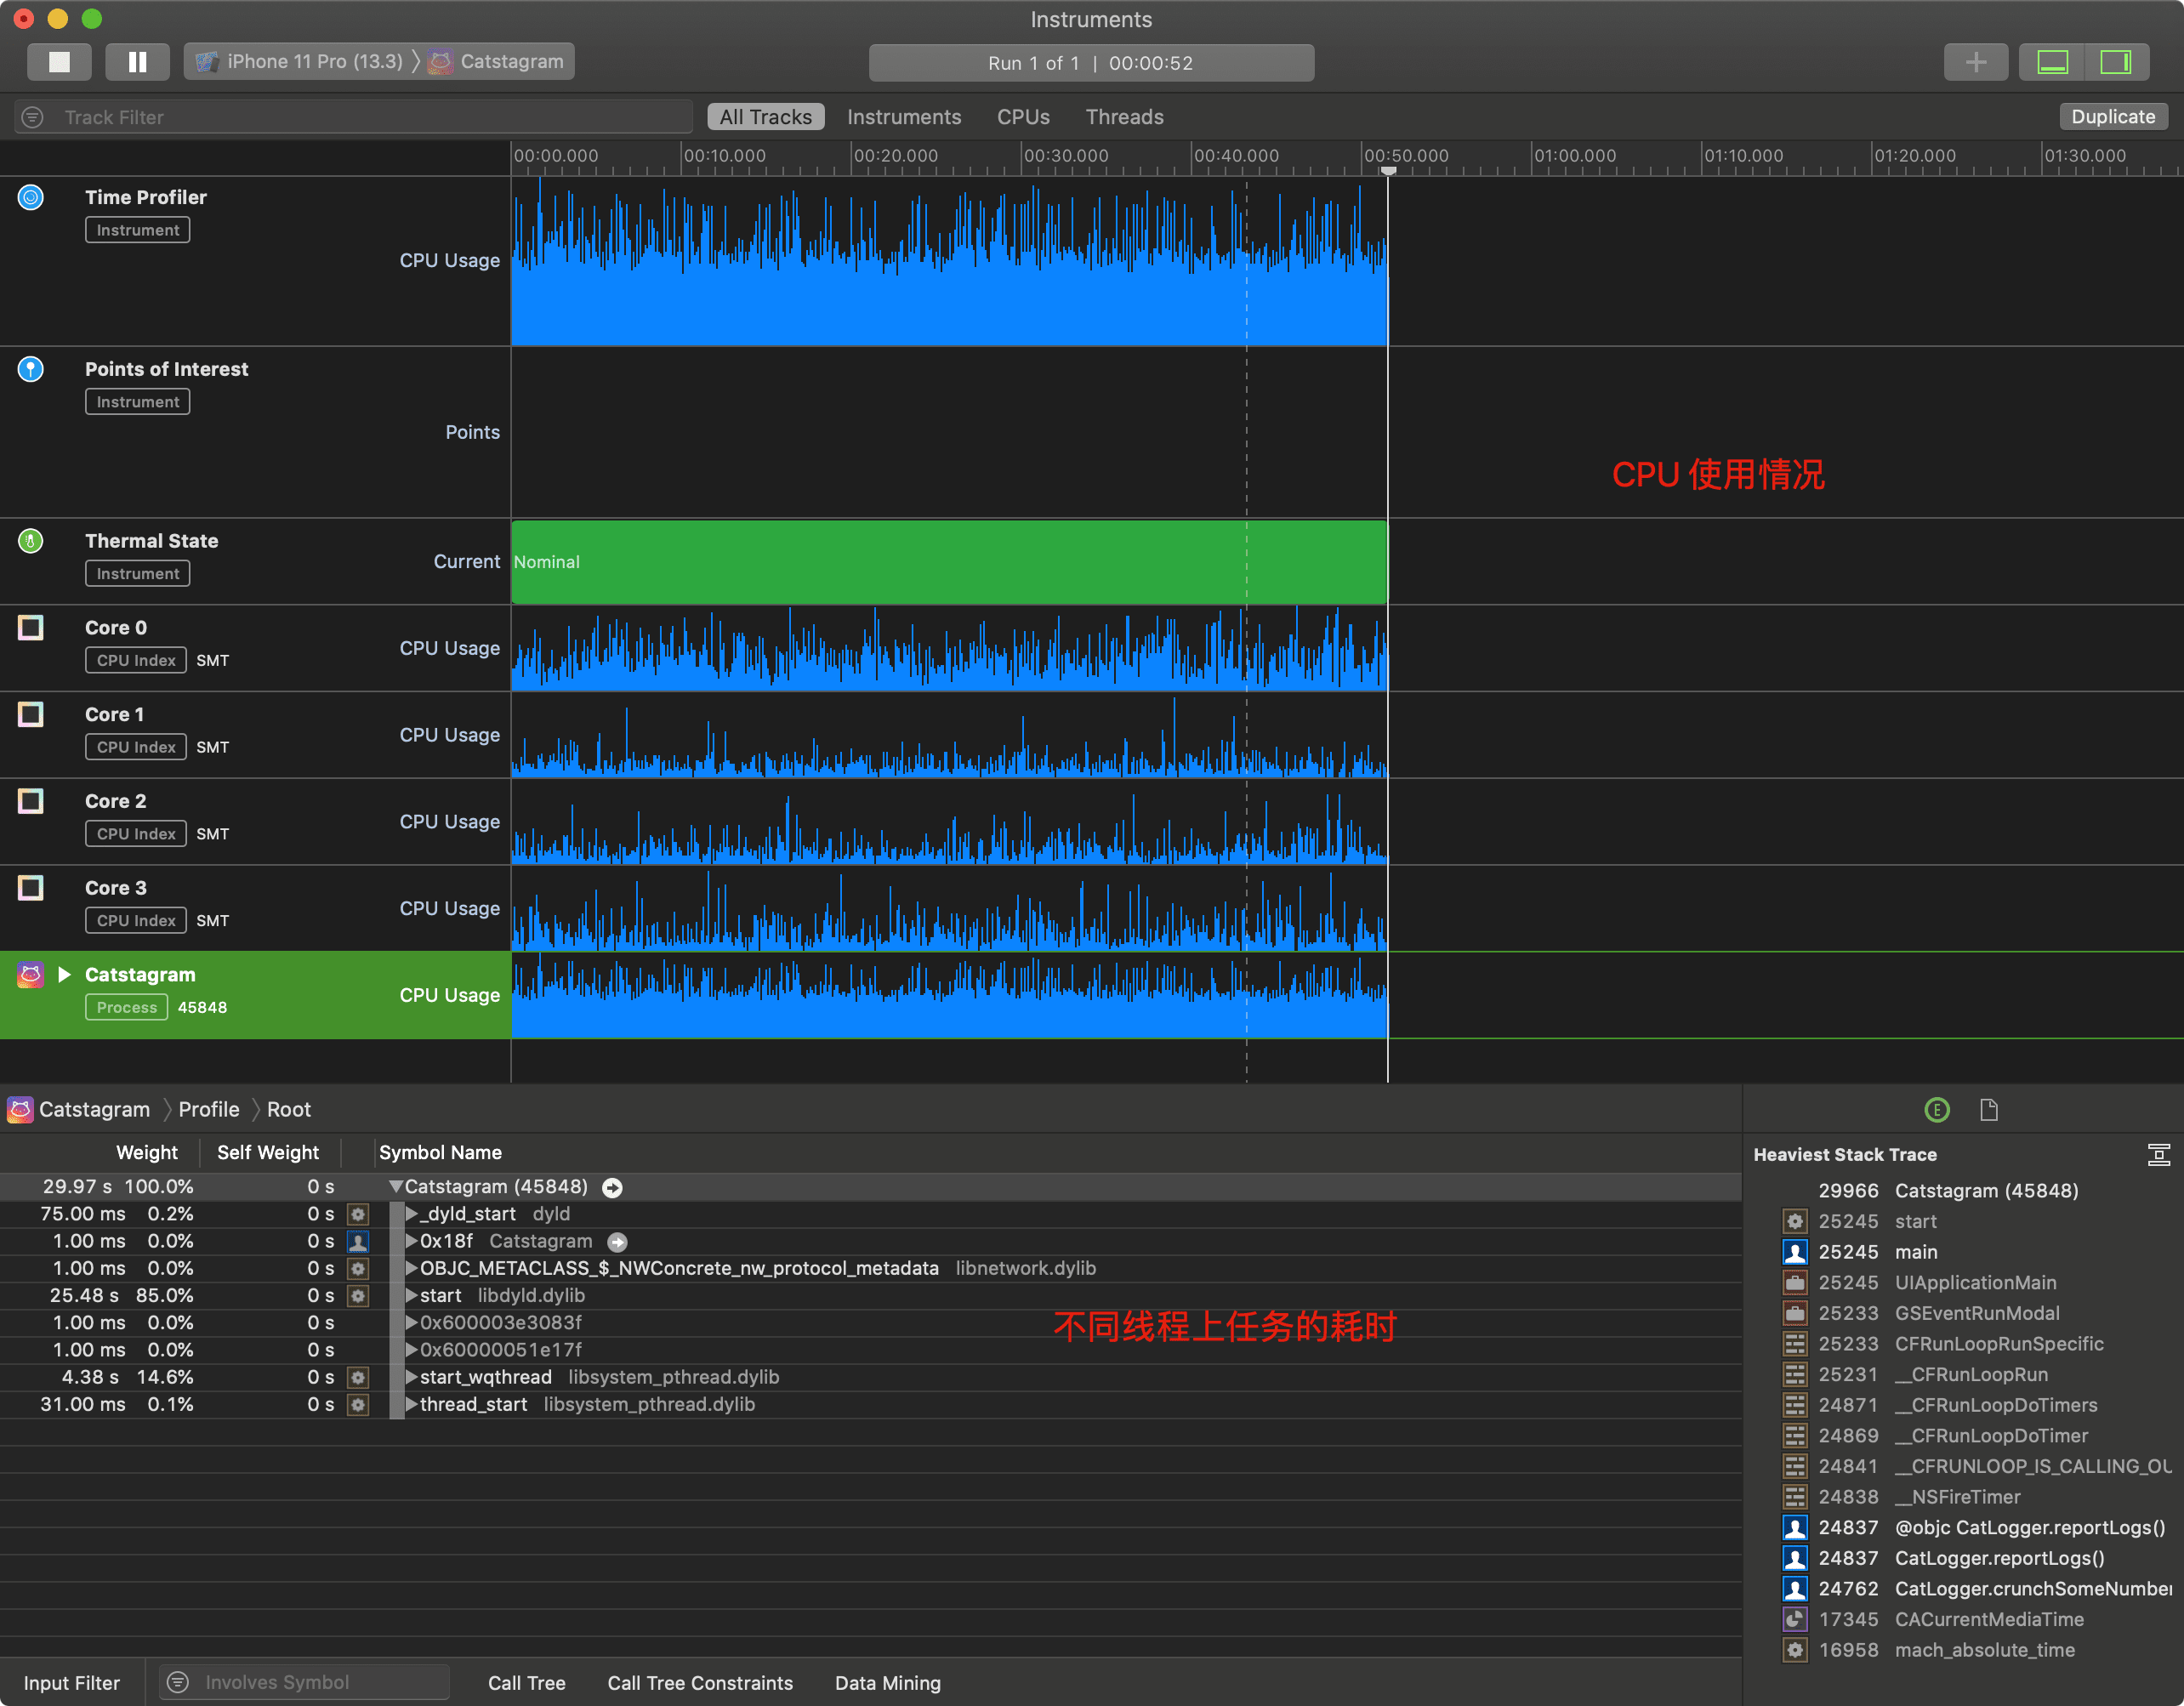 Instruments
iPhone 11 Pro (13.3) Catstagram
Run 1 of 1 | 00:00:52
Track Filter
All Tracks Instruments CPUs Threads Duplicate
00:00.000 00:10.000 00:20.000 00:30.000 00:40.000 00:50.000 01:00.000 01:10.000 01:20.000 01:30.000
Time Profiler
Instrument
CPU Usage
Points of Interest
Instrument
Points
CPU 使用情况
Thermal State
Instrument
Current
Nominal
Core 0
CPU Index SMT
CPU Usage
Core 1
CPU Index SMT
CPU Usage
Core 2
CPU Index SMT
CPU Usage
Core 3
CPU Index SMT
CPU Usage
Catstagram
Process 45848
CPU Usage
Catstagram Profile Root
Weight Self Weight Symbol Name
29.97 s 100.0% 0 s Catstagram (45848)
75.00 ms 0.2% 0 s _dyld_start dyld
1.00 ms 0.0% 0 s 0x18f Catstagram
1.00 ms 0.0% 0 s OBJC_METACLASS_$_NWConcrete_nw_protocol_metadata libnetwork.dylib
25.48 s 85.0% 0 s start libdyld.dylib
1.00 ms 0.0% 0 s 0x600003e3083f
1.00 ms 0.0% 0 s 0x60000051e17f
4.38 s 14.6% 0 s start_wqthread libsystem_pthread.dylib
31.00 ms 0.1% 0 s thread_start libsystem_pthread.dylib
不同线程上任务的耗时
E
Heaviest Stack Trace
29966 Catstagram (45848)
25245 start
25245 main
25245 UIApplicationMain
25233 GSEventRunModal
25233 CFRunLoopRunSpecific
25231 __CFRunLoopRun
24871 __CFRunLoopDoTimers
24869 __CFRunLoopDoTimer
24841 __CFRUNLOOP_IS_CALLING_OU
24838 __NSFireTimer
24837 @objc CatLogger.reportLogs()
24837 CatLogger.reportLogs()
24762 CatLogger.crunchSomeNumber
17345 CACurrentMediaTime
16958 mach_absolute_time
Input Filter Involves Symbol Call Tree Call Tree Constraints Data Mining